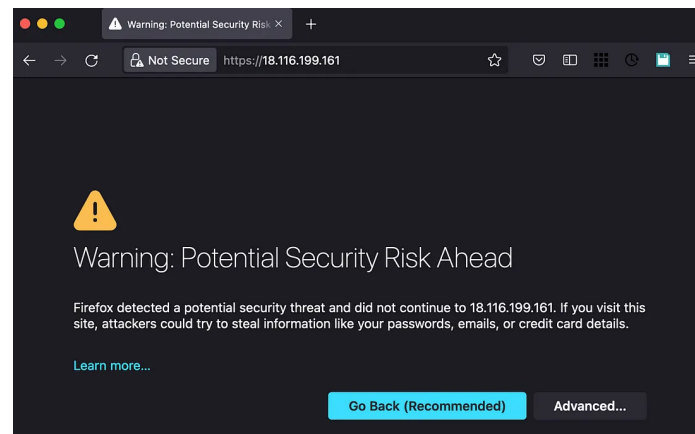 Warning: Potential Security Risk
Not Secure https://18.116.199.161
Warning: Potential Security Risk Ahead
Firefox detected a potential security threat and did not continue to 18.116.199.161. If you visit this
site, attackers could try to steal information like your passwords, emails, or credit card details.
Learn more...
Go Back (Recommended) Advanced...